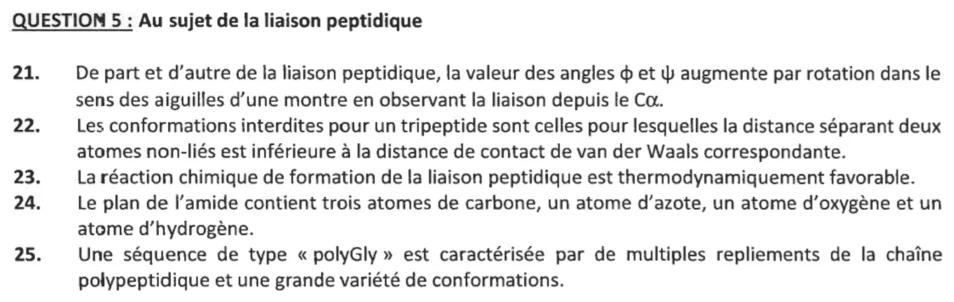 QUESTION 5 : Au sujet de la liaison peptidique
21. De part et d'autre de la liaison peptidique, la valeur des angles ϕ et ψ augmente par rotation dans le
sens des aiguilles d'une montre en observant la liaison depuis le Cα.
22. Les conformations interdites pour un tripeptide sont celles pour lesquelles la distance séparant deux
atomes non-liés est inférieure à la distance de contact de van der Waals correspondante.
23. La réaction chimique de formation de la liaison peptidique est thermodynamiquement favorable.
24. Le plan de l'amide contient trois atomes de carbone, un atome d'azote, un atome d'oxygène et un
atome d'hydrogène.
25. Une séquence de type « polyGly » est caractérisée par de multiples repliements de la chaîne
polypeptidique et une grande variété de conformations.